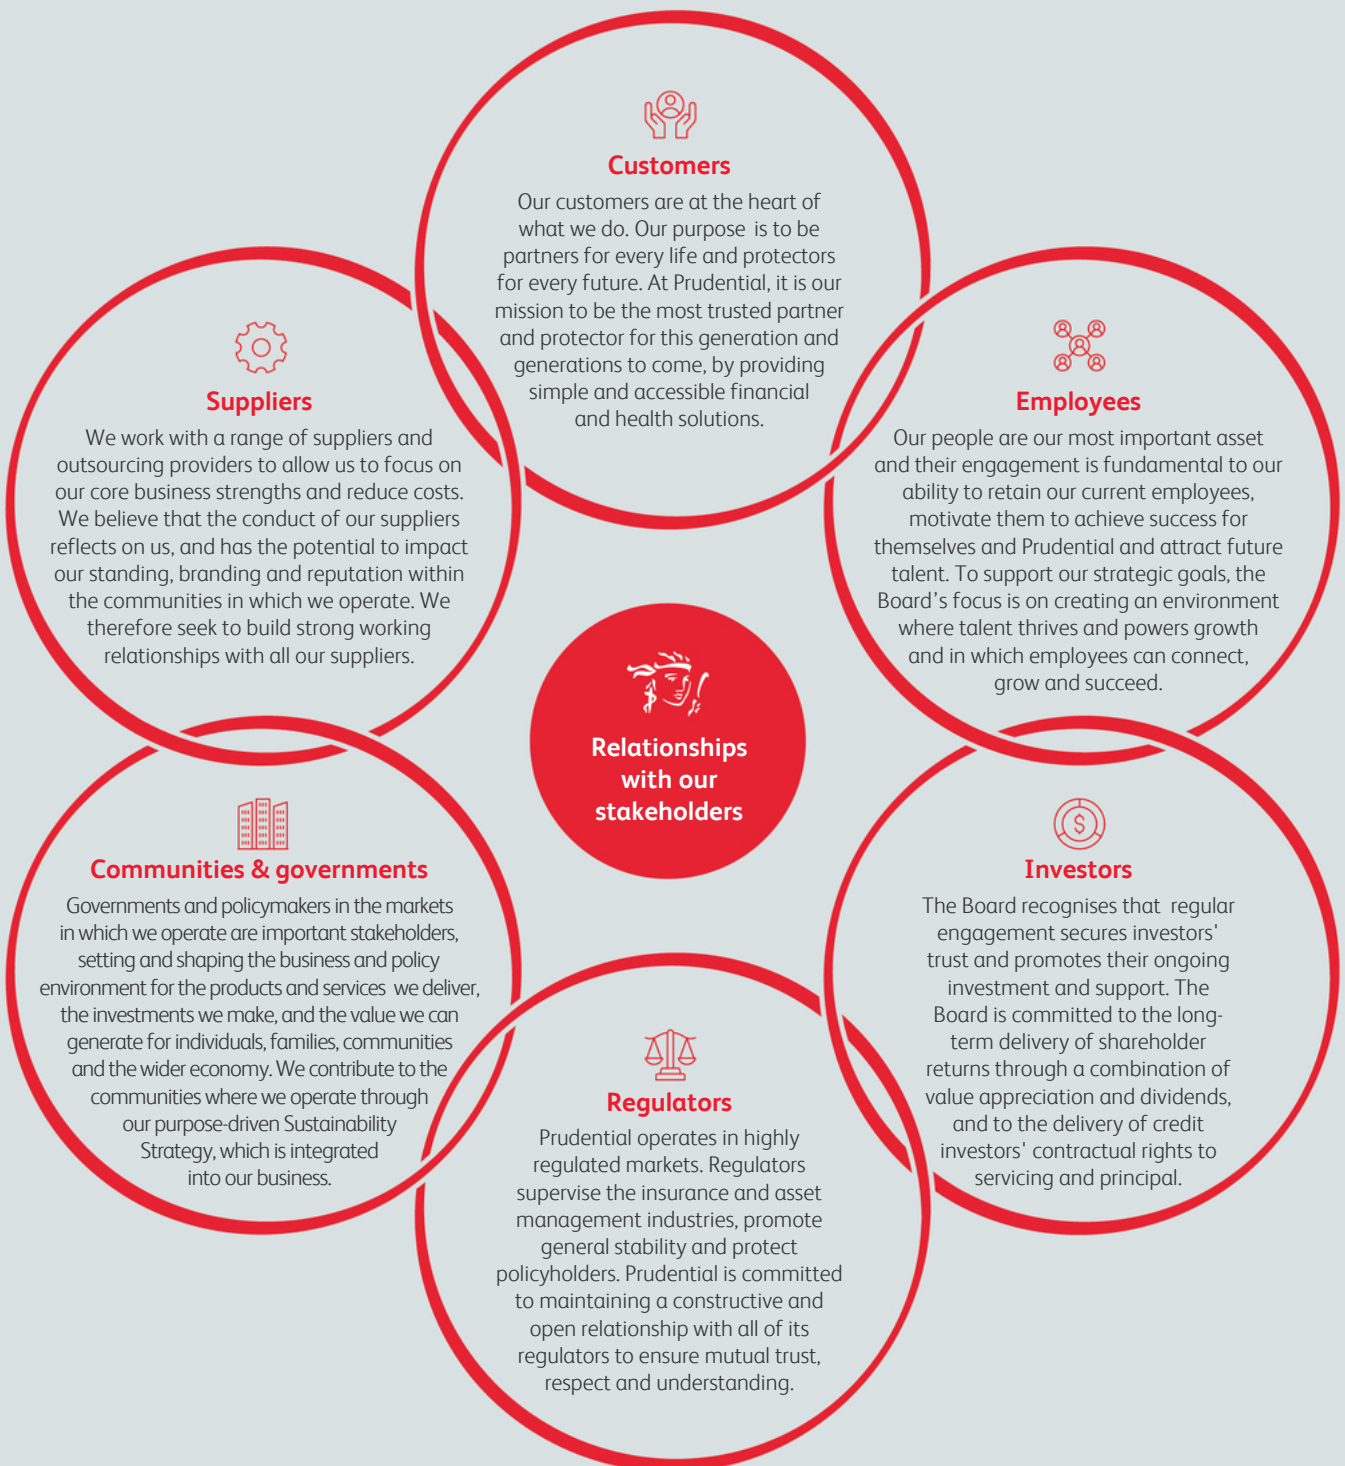 Customers
Our customers are at the heart of
what we do. Our purpose is to be
partners for every life and protectors
for every future. At Prudential, it is our
mission to be the most trusted partner
and protector for this generation and
generations to come, by providing
simple and accessible financial
and health solutions.
Suppliers
We work with a range of suppliers and
outsourcing providers to allow us to focus on
our core business strengths and reduce costs.
We believe that the conduct of our suppliers
reflects on us, and has the potential to impact
our standing, branding and reputation within
the communities in which we operate. We
therefore seek to build strong working
relationships with all our suppliers.
Employees
Our people are our most important asset
and their engagement is fundamental to our
ability to retain our current employees,
motivate them to achieve success for
themselves and Prudential and attract future
talent. To support our strategic goals, the
Board's focus is on creating an environment
where talent thrives and powers growth
and in which employees can connect,
grow and succeed.
Relationships
with our
stakeholders
Communities & governments
Governments and policymakers in the markets
in which we operate are important stakeholders,
setting and shaping the business and policy
environment for the products and services we deliver,
the investments we make, and the value we can
generate for individuals, families, communities
and the wider economy. We contribute to the
communities where we operate through
our purpose-driven Sustainability
Strategy, which is integrated
into our business.
Investors
The Board recognises that regular
engagement secures investors'
trust and promotes their ongoing
investment and support. The
Board is committed to the long-
term delivery of shareholder
returns through a combination of
value appreciation and dividends,
and to the delivery of credit
investors' contractual rights to
servicing and principal.
Regulators
Prudential operates in highly
regulated markets. Regulators
supervise the insurance and asset
management industries, promote
general stability and protect
policyholders. Prudential is committed
to maintaining a constructive and
open relationship with all of its
regulators to ensure mutual trust,
respect and understanding.